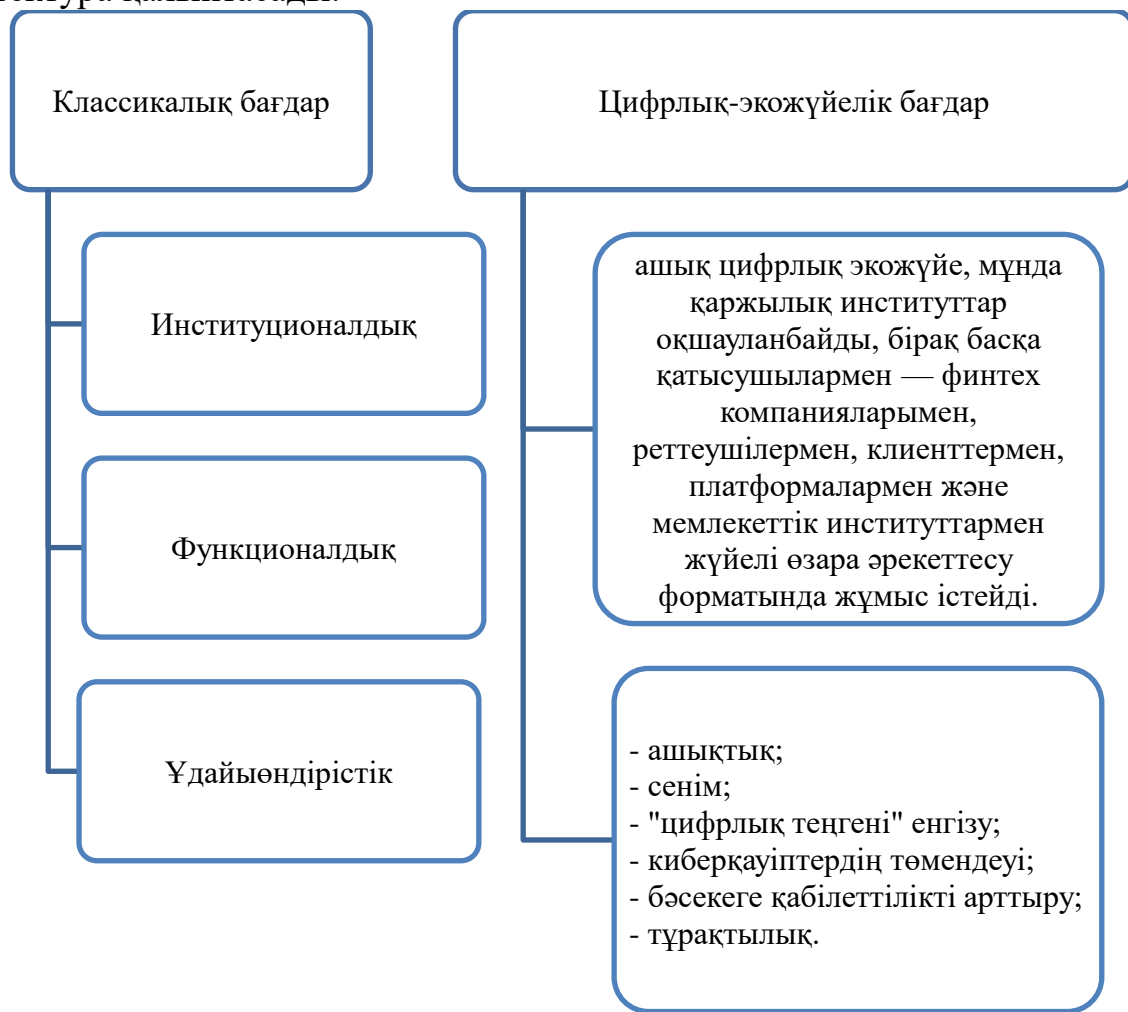 Классикалық бағдар
Институционалдық
Функционалдық
Ұдайыөндірістік
Цифрлық-экожүйелік бағдар
ашық цифрлық экожүйе, мұнда
қаржылық институттар
оқшауланбайды, бірақ басқа
қатысушылармен — финтех
компанияларымен,
реттеушілермен, клиенттермен,
платформалармен және
мемлекеттік институттармен
жүйелі өзара әрекеттесу
форматында жұмыс істейді.
- ашықтық;
- сенім;
- "цифрлық теңгені" енгізу;
- киберқауіптердің төмендеуі;
- бәсекеге қабілеттілікті арттыру;
- тұрақтылық.